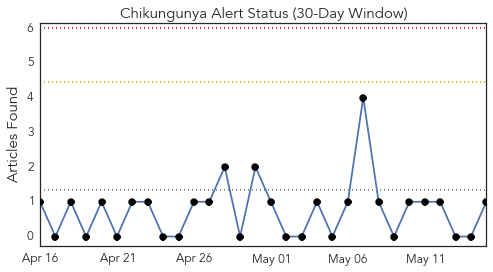 Chikungunya Alert Status (30-Day Window)
Articles Found
6
5
4
3
2
1
0
Apr 16 Apr 21 Apr 26 May 01 May 06 May 11